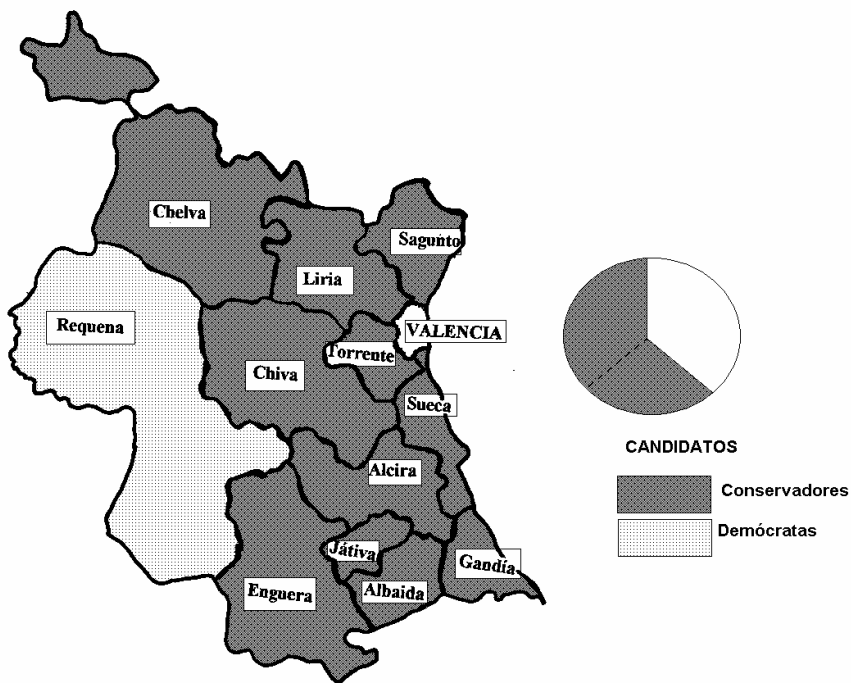 Chelva
Sagunto
Liria
Requena
VALENCIA
Torrente
Chiva
Sueca
CANDIDATOS
Alcira
Conservadores
Demócratas
Játiva
Gandía
Enguera
Albaida